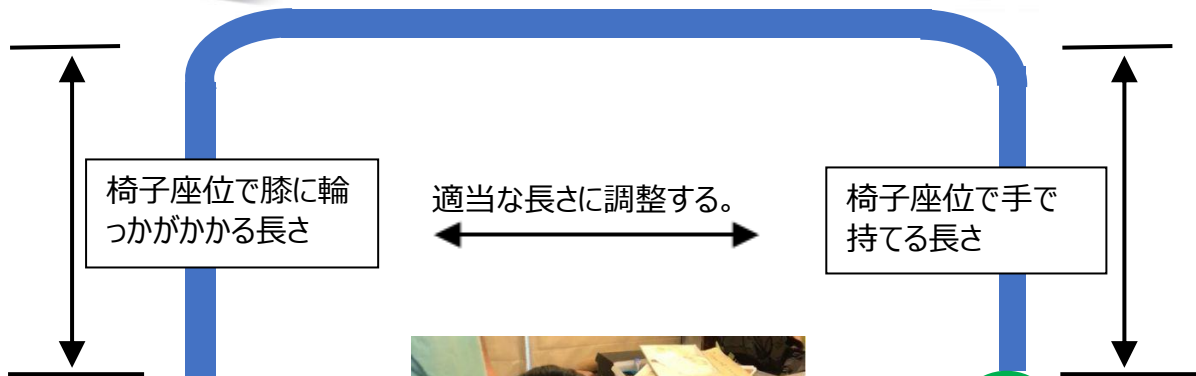 椅子座位で膝に輪
っかがかかる長さ
適当な長さに調整する。
椅子座位で手で
持てる長さ